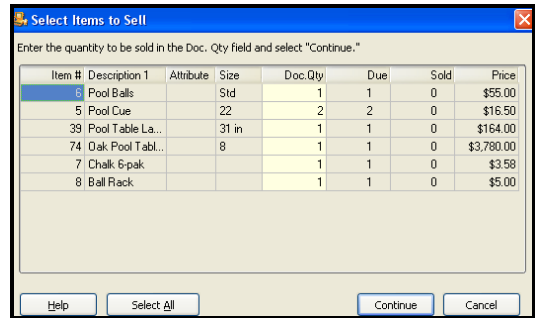 Select Items to Sell
Enter the quantity to be sold in the Doc. Qty field and select "Continue."
Item # Description 1 Attribute Size Doc.Qty Due Sold Price
6 Pool Balls Std 1 1 0 $55.00
5 Pool Cue 22 2 2 0 $16.50
39 Pool Table La... 31 in 1 1 0 $164.00
74 Oak Pool Tabl... 8 1 1 0 $3,780.00
7 Chalk 6-pak 1 1 0 $3.58
8 Ball Rack 1 1 0 $5.00
Help Select All Continue Cancel